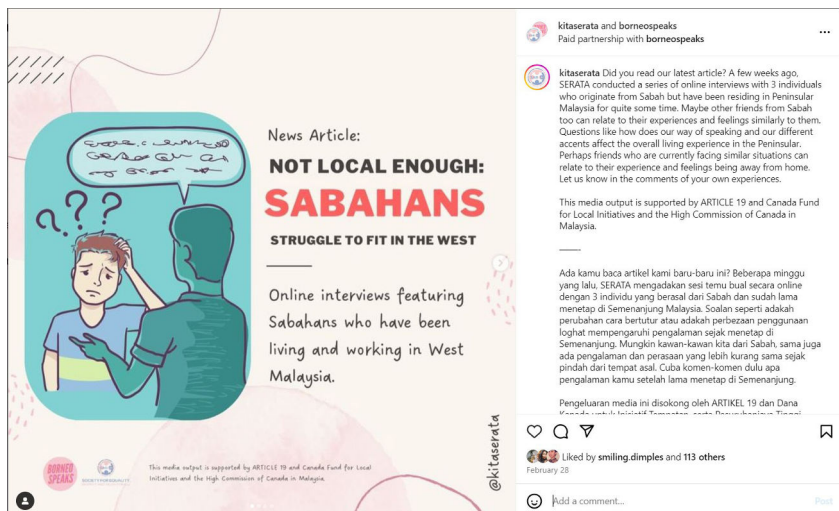 News Article:
NOT LOCAL ENOUGH:
SABAHANS
STRUGGLE TO FIT IN THE WEST
Online interviews featuring
Sabahans who have been
living and working in West
Malaysia.
@kitaserata
BORNEO
SPEAKS
This media output is supported by ARTICLE 19 and Canada Fund for Local
Initiatives and the High Commission of Canada in Malaysia
kitaserata and borneospeaks
Paid partnership with borneospeaks
kitaserata Did you read our latest article? A few weeks ago,
SERATA conducted a series of online interviews with 3 individuals
who originate from Sabah but have been residing in Peninsular
Malaysia for quite some time. Maybe other friends from Sabah
too can relate to their experiences and feelings similarly to them.
Questions like how does our way of speaking and our different
accents affect the overall living experience in the Peninsular.
Perhaps friends who are currently facing similar situations can
relate to their experience and feelings being away from home.
Let us know in the comments of your own experiences.
This media output is supported by ARTICLE 19 and Canada Fund
for Local Initiatives and the High Commission of Canada in
Malaysia.
——-
Ada kamu baca artikel kami baru-baru ini? Beberapa minggu
yang lalu, SERATA mengadakan sesi temu bual secara online
dengan 3 individu yang berasal dari Sabah dan sudah lama
menetap di Semenanjung Malaysia. Soalan seperti adakah
perubahan cara bertutur atau adakah perbezaan penggunaan
loghat mempengaruhi pengalaman sejak menetap di
Semenanjung. Mungkin kawan-kawan kita dari Sabah, sama juga
ada pengalaman dan perasaan yang lebih kurang sama sejak
pindah dari tempat asal. Cuba komen-komen dulu apa
pengalaman kamu setelah lama menetap di Semenanjung.
Pengeluaran media ini disokong oleh ARTIKEL 19 dan Dana
Liked by smiling.dimples and 113 others
February 28
Add a comment...
Post